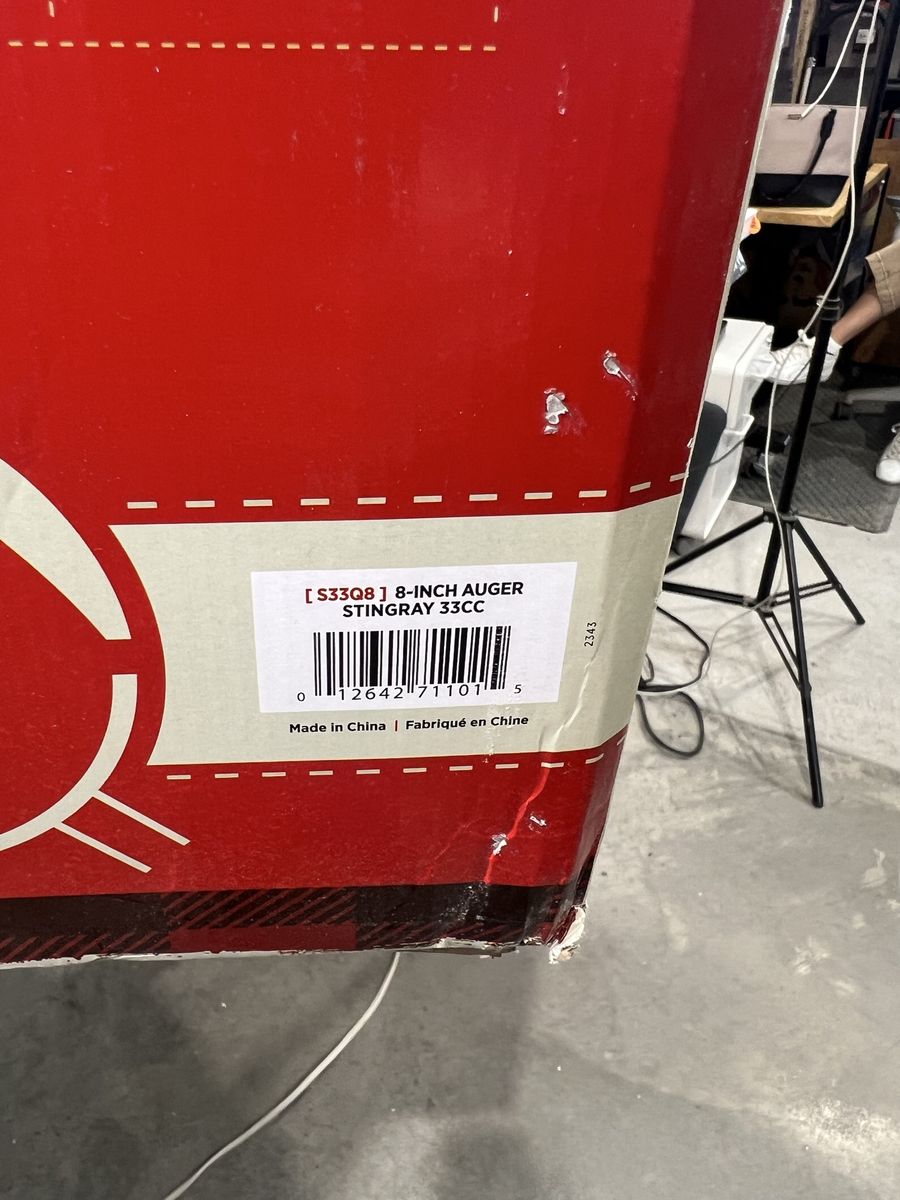 [ S33Q8 ] 8-INCH AUGER
STINGRAY 33CC
2343
0 12642 71101 5
Made in China | Fabriqué en Chine